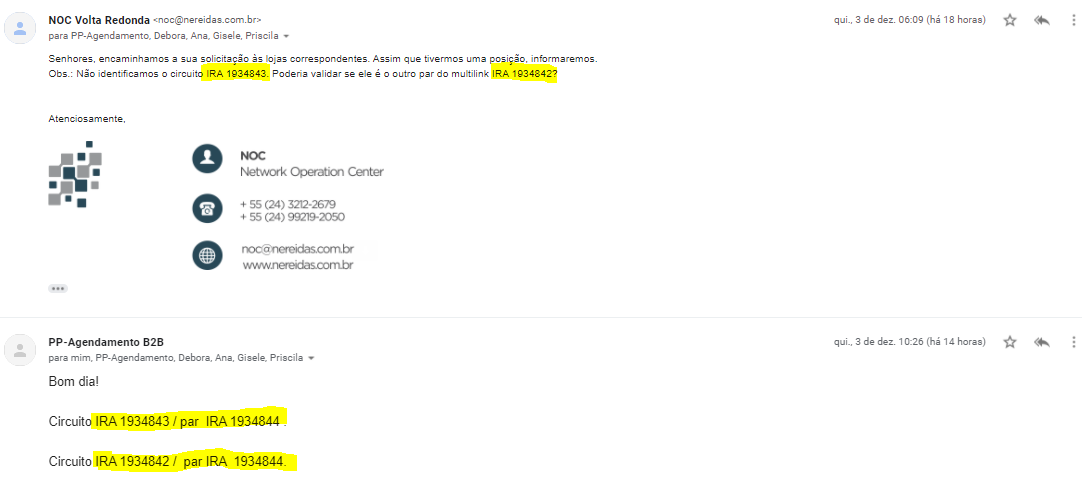 NOC Volta Redonda <noc@nereidas.com.br>
qui., 3 de dez. 06:09 (há 18 horas)
para PP-Agendamento, Debora, Ana, Gisele, Priscila
Senhores, encaminhamos a sua solicitação às lojas correspondentes. Assim que tivermos uma posição, informaremos.
Obs.: Não identificamos o circuito IRA 1934843. Poderia validar se ele é o outro par do multilink IRA 1934842?
Atenciosamente,
NOC
Network Operation Center
+ 55 (24) 3212-2679
+ 55 (24) 99219-2050
noc@nereidas.com.br
www.nereidas.com.br
PP-Agendamento B2B
qui., 3 de dez. 10:26 (há 14 horas)
para mim, PP-Agendamento, Debora, Ana, Gisele, Priscila
Bom dia!
Circuito IRA 1934843 / par IRA 1934844 .
Circuito IRA 1934842 / par IRA 1934844.